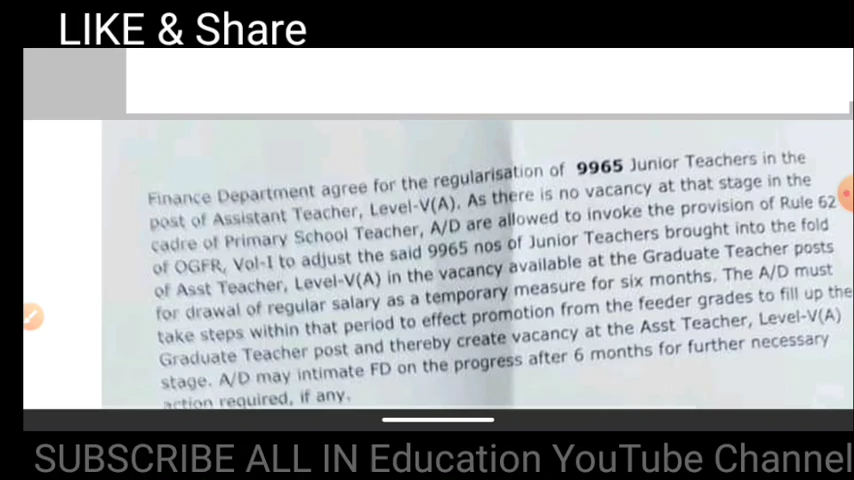 LIKE & Share
Finance Department agree for the regularisation of 9965 Junior Teachers in the
post of Assistant Teacher, Level-V(A). As there is no vacancy at that stage in the
cadre of Primary School Teacher, A/D are allowed to invoke the provision of Rule 62
of OGFR, Vol-I to adjust the said 9965 nos of Junior Teachers brought into the fold
of Asst Teacher, Level-V(A) in the vacancy available at the Graduate Teacher posts
for drawal of regular salary as a temporary measure for six months. The A/D must
take steps within that period to effect promotion from the feeder grades to fill up the
Graduate Teacher post and thereby create vacancy at the Asst Teacher, Level-V(A)
stage. A/D may intimate FD on the progress after 6 months for further necessary
action required, if any.
SUBSCRIBE ALL IN Education YouTube Channel